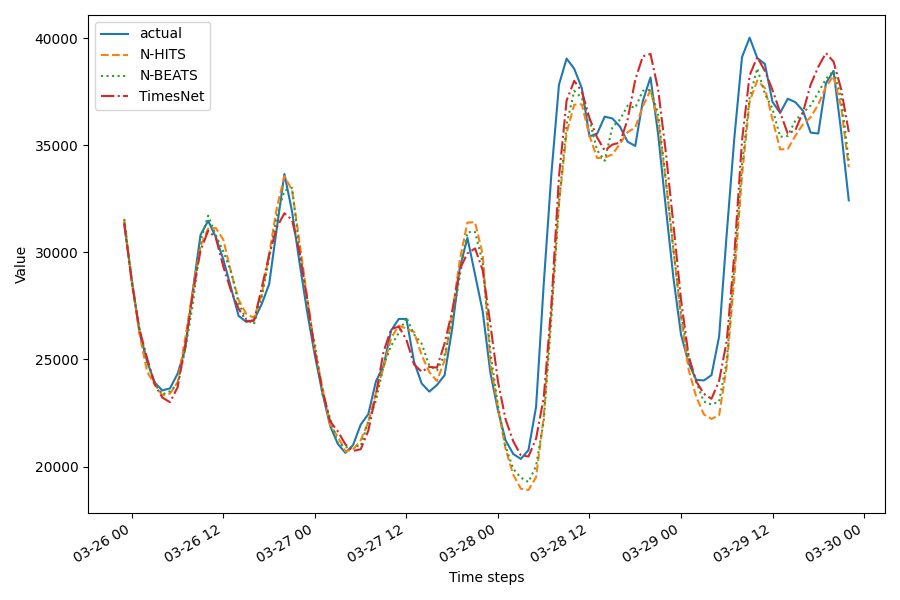 actual
N-HITS
N-BEATS
TimesNet
40000
35000
30000
25000
20000
Value
03-26 00
03-26 12
03-27 00
03-27 12
03-28 00
03-28 12
03-29 00
03-29 12
03-30 00
Time steps